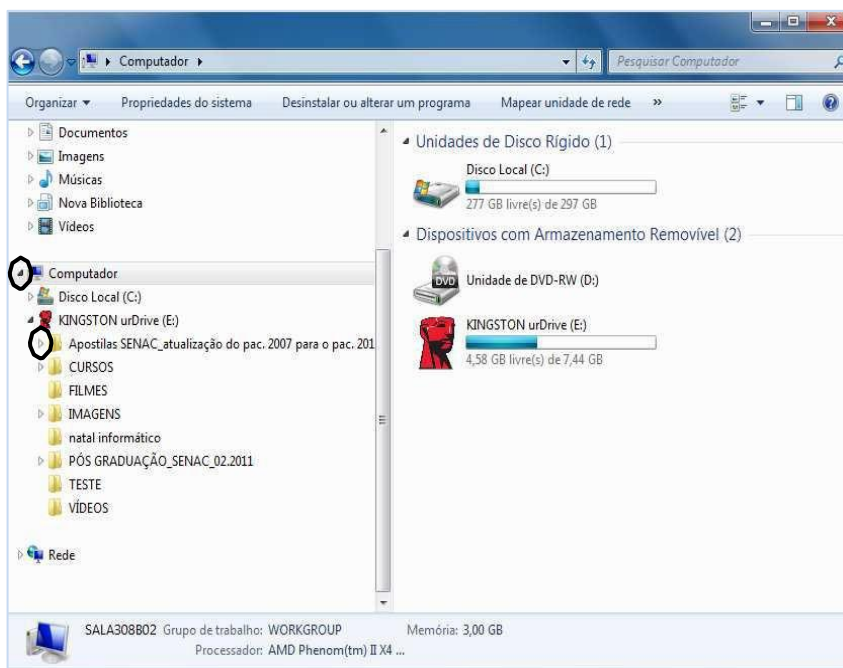 Computador
Pesquisar Computador
Organizar Propriedades do sistema Desinstalar ou alterar um programa Mapear unidade de rede »
Documentos
Imagens
Músicas
Nova Biblioteca
Vídeos
Computador
Disco Local (C:)
KINGSTON urDrive (E:)
Apostilas SENAC_atualização do pac. 2007 para o pac. 201
CURSOS
FILMES
IMAGENS
natal informático
PÓS GRADUAÇÃO_SENAC_02.2011
TESTE
VÍDEOS
Rede
Unidades de Disco Rígido (1)
Disco Local (C:)
277 GB livre(s) de 297 GB
Dispositivos com Armazenamento Removível (2)
DVD
Unidade de DVD-RW (D:)
KINGSTON urDrive (E:)
4,58 GB livre(s) de 7,44 GB
SALA308B02 Grupo de trabalho: WORKGROUP Memória: 3,00 GB
Processador: AMD Phenom(tm) II X4 ...